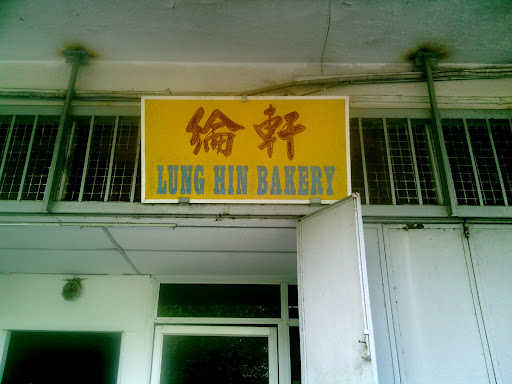 綸軒
LUNG HIN BAKERY